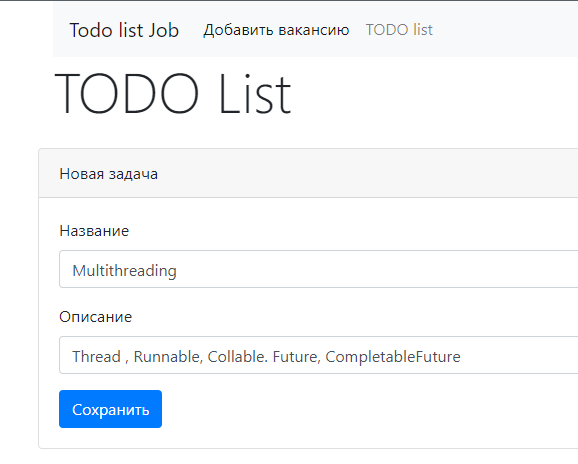 Todo list Job Добавить вакансию TODO list
TODO List
Новая задача
Название
Multithreading
Описание
Thread , Runnable, Collable. Future, CompletableFuture
Сохранить